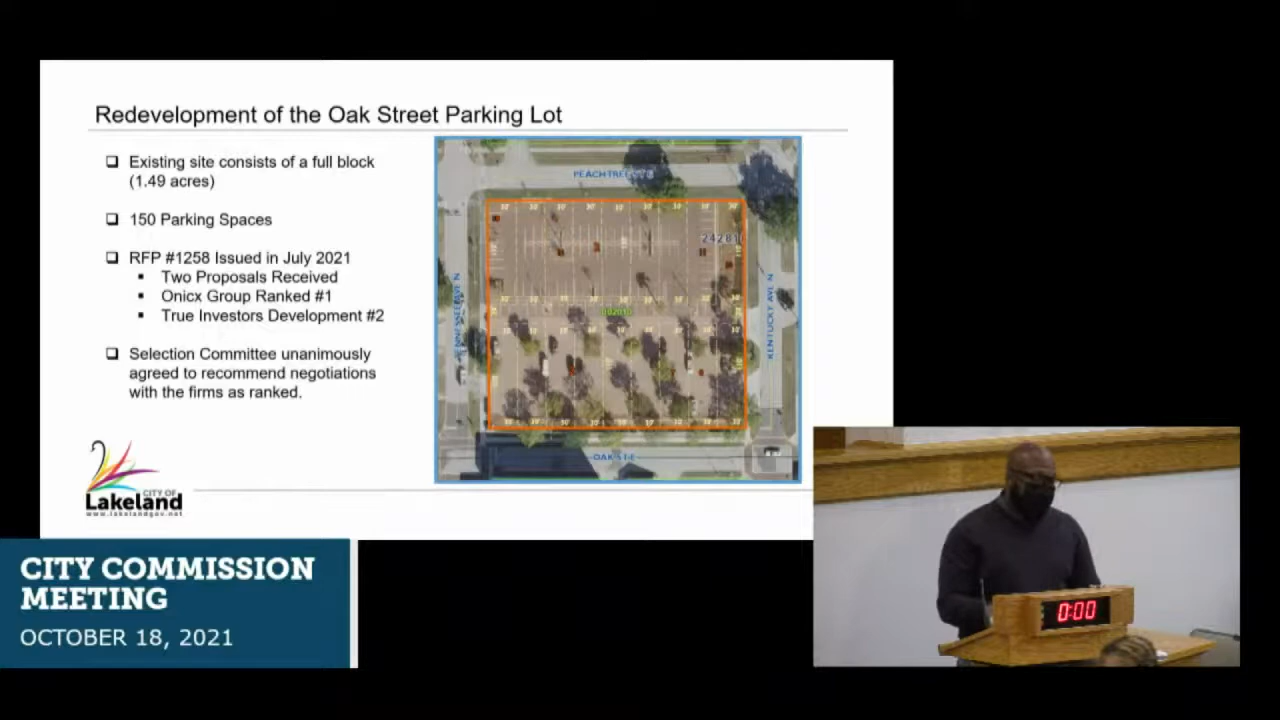 Redevelopment of the Oak Street Parking Lot
Existing site consists of a full block
(1.49 acres)
150 Parking Spaces
RFP #1258 Issued in July 2021
Two Proposals Received
Onicx Group Ranked #1
True Investors Development #2
Selection Committee unanimously
agreed to recommend negotiations
with the firms as ranked.
PEACHTREE ST E
TENNESSEE AVE N
KENTUCKY AVE N
OAK ST E
CITY OF
Lakeland
www.lakelandgov.net
CITY COMMISSION
MEETING
OCTOBER 18, 2021
0:00